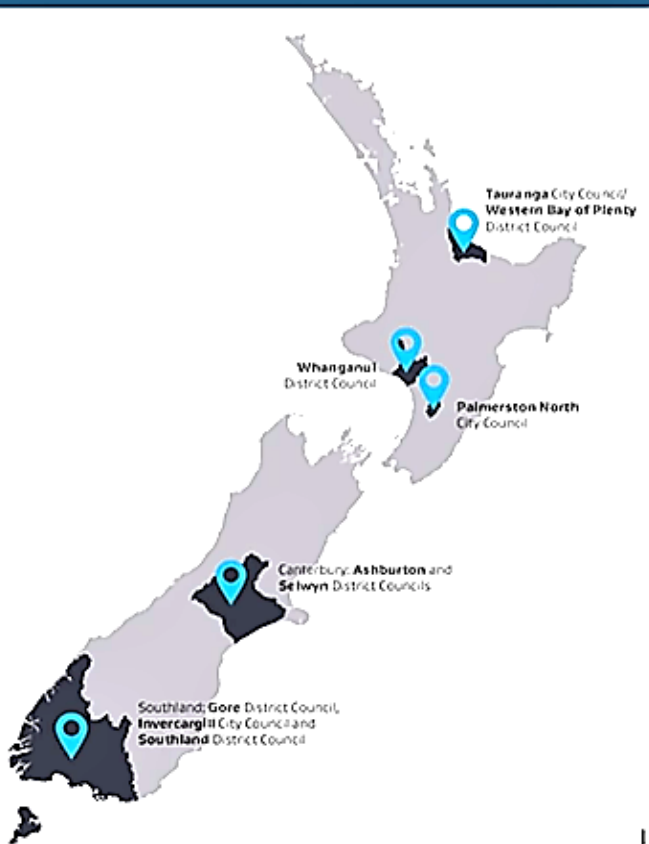 Tauranga City Council/
Western Bay of Plenty
District Council
Whanganui
District Council
Palmerston North
City Council
Canterbury: Ashburton and
Selwyn District Councils
Southland: Gore District Council,
Invercargill City Council and
Southland District Council